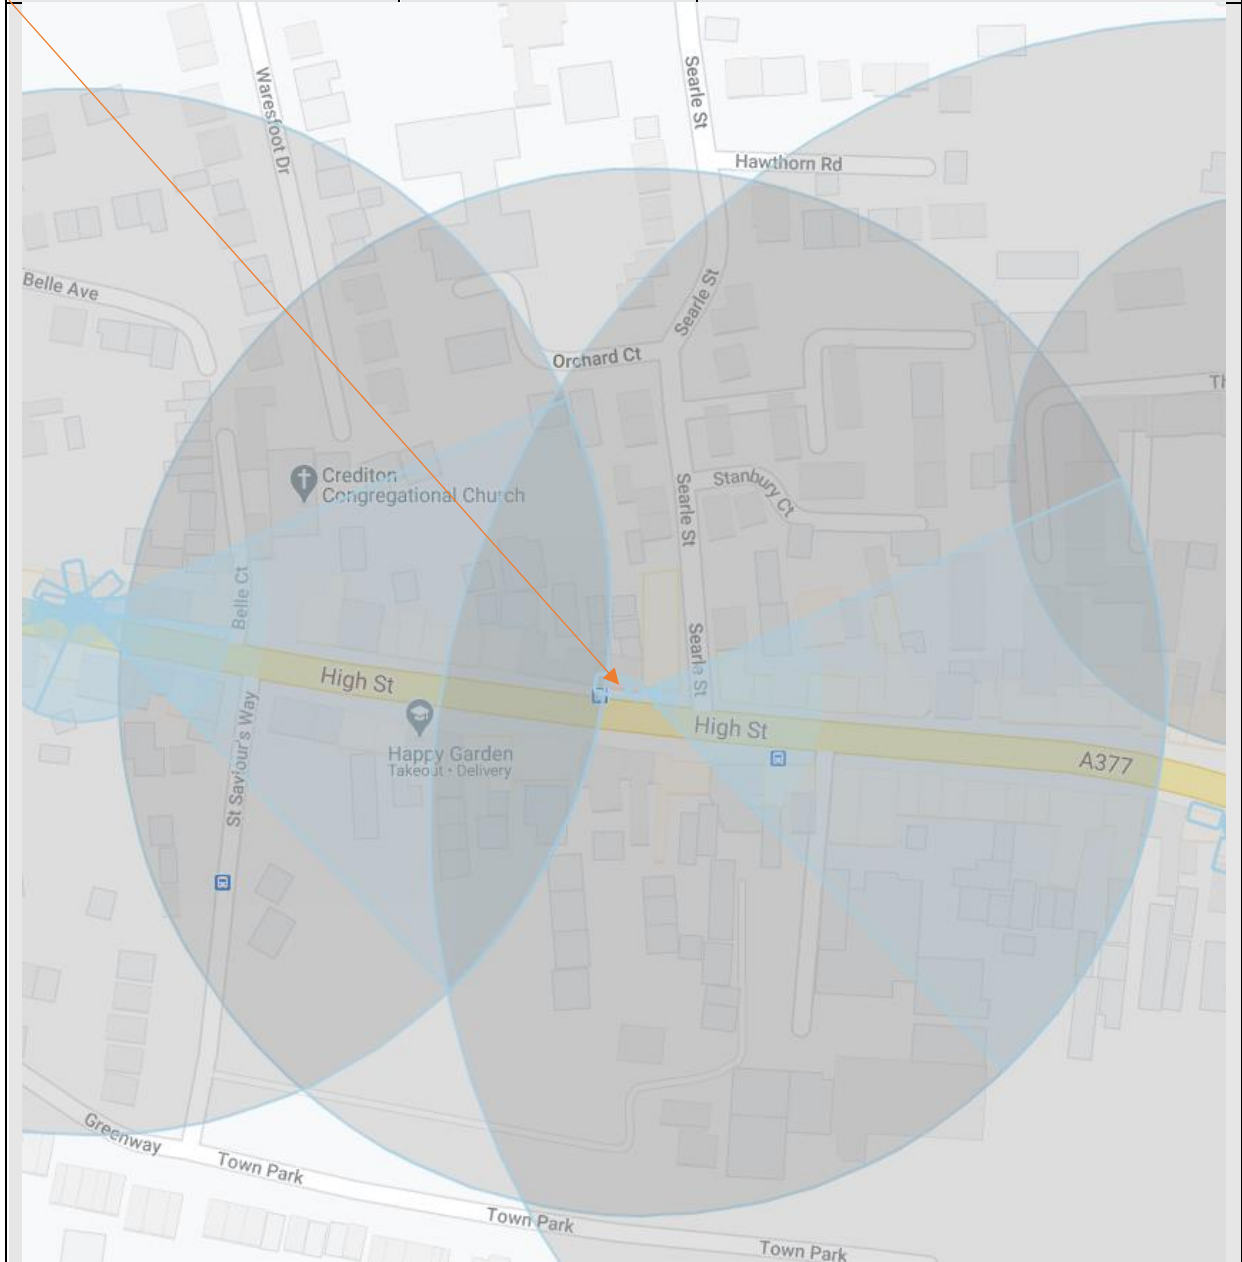 Searle St
Waresfoot Dr
Hawthorn Rd
Belle Ave
Searle St
Orchard Ct
Th
Crediton
Congregational Church
Searle St
Stanbury Ct
Belle Ct
Searle St
High St
High St
St Saviour's Way
Happy Garden
Takeout • Delivery
A377
Greenway
Town Park
Town Park
Town Park